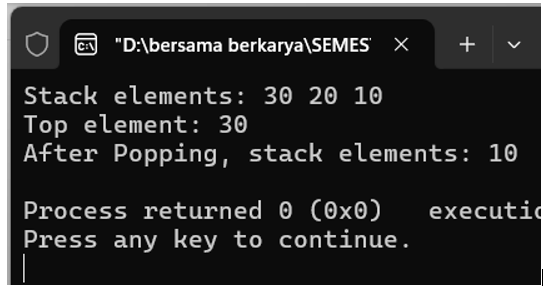 "D:\bersama berkarya\SEMES
Stack elements: 30 20 10
Top element: 30
After Popping, stack elements: 10
Process returned 0 (0x0)   executio
Press any key to continue.